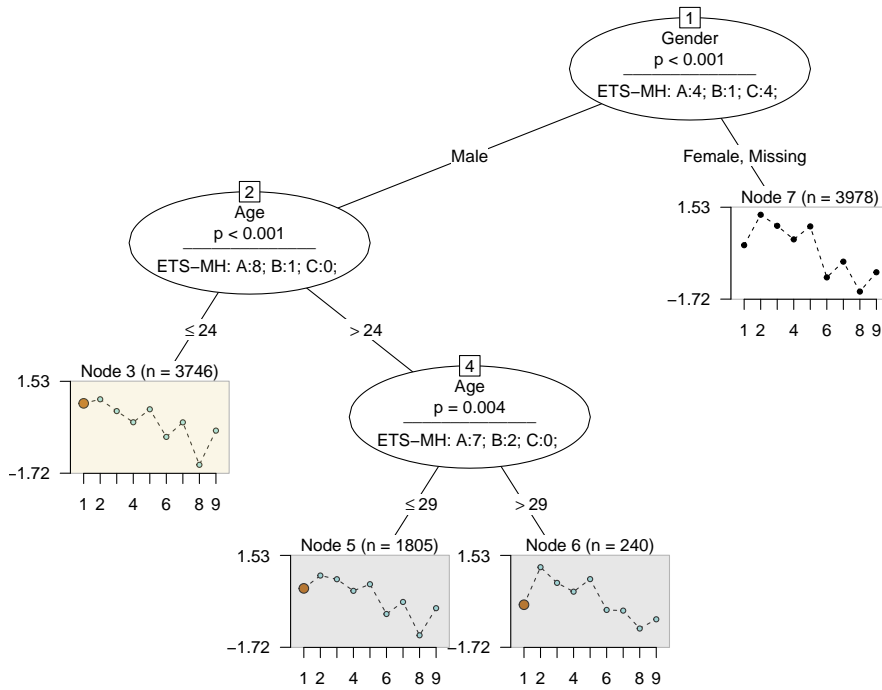 1
Gender
p < 0.001
ETS−MH: A:4; B:1; C:4;
Male
Female, Missing
2
Age
p < 0.001
ETS−MH: A:8; B:1; C:0;
Node 7 (n = 3978)
1.53
−1.72
1 2 4 6 8 9
≤ 24
> 24
Node 3 (n = 3746)
1.53
−1.72
1 2 4 6 8 9
4
Age
p = 0.004
ETS−MH: A:7; B:2; C:0;
≤ 29
> 29
Node 5 (n = 1805)
1.53
−1.72
1 2 4 6 8 9
Node 6 (n = 240)
1.53
−1.72
1 2 4 6 8 9